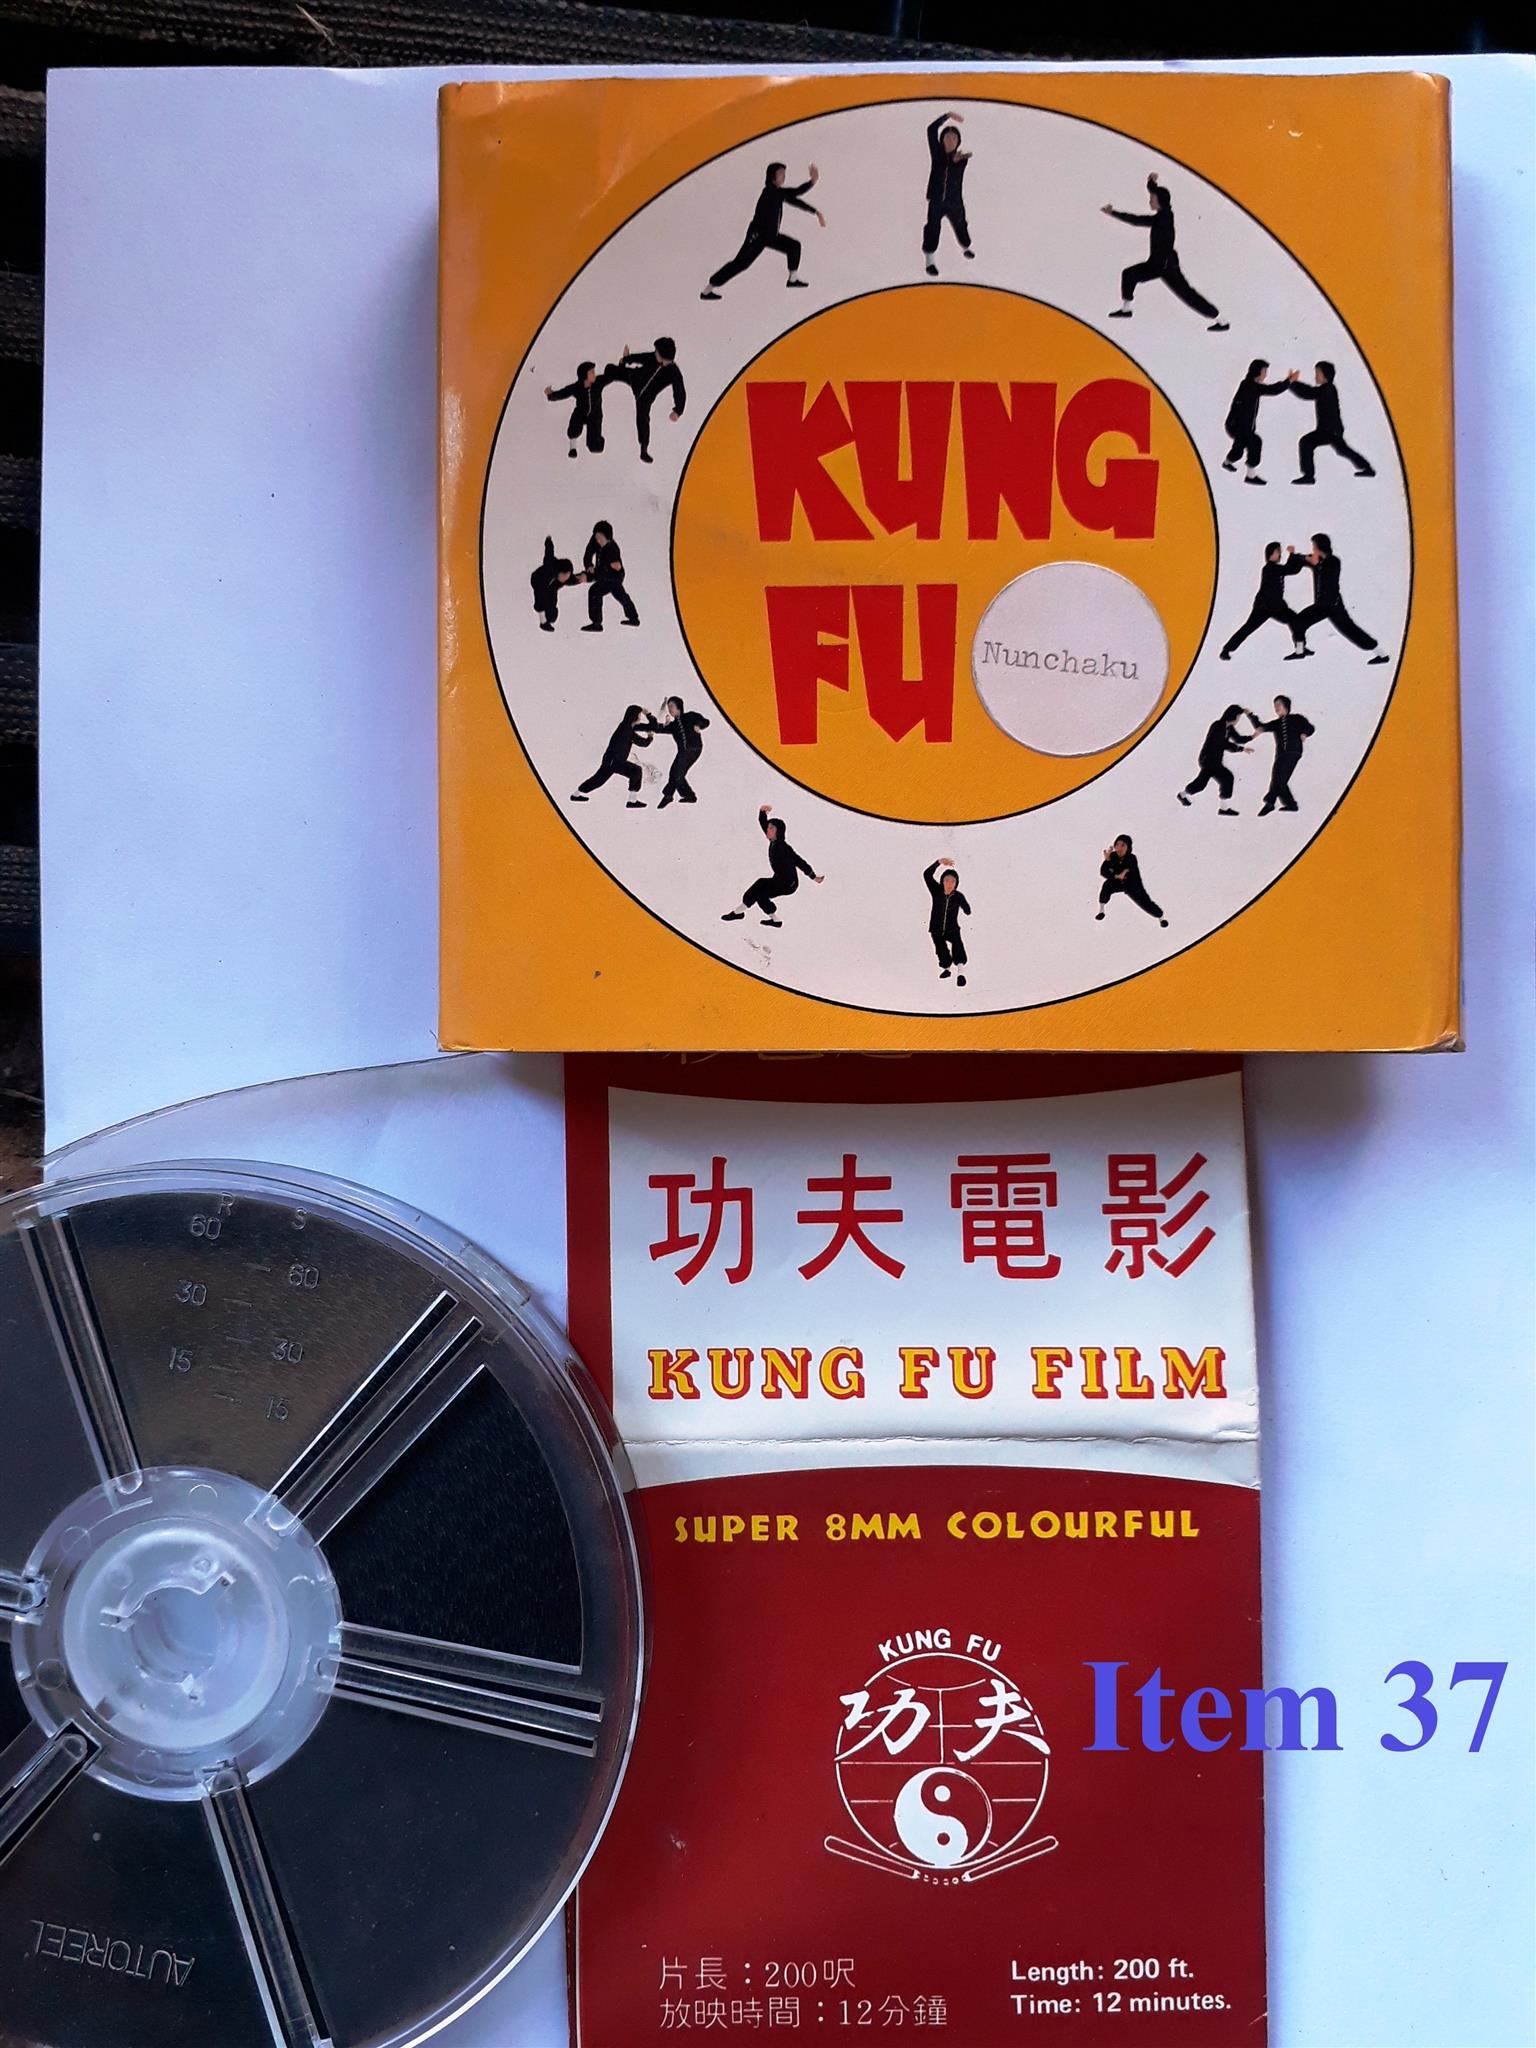 KUNG
FU
Nunchaku
功夫電影
KUNG FU FILM
SUPER 8MM COLOURFUL
KUNG FU
功夫
片長：200呎
放映時間：12分鐘
Length: 200 ft.
Time: 12 minutes.
R S
60
60
30
30
15
15
AUTOREEL
Item 37